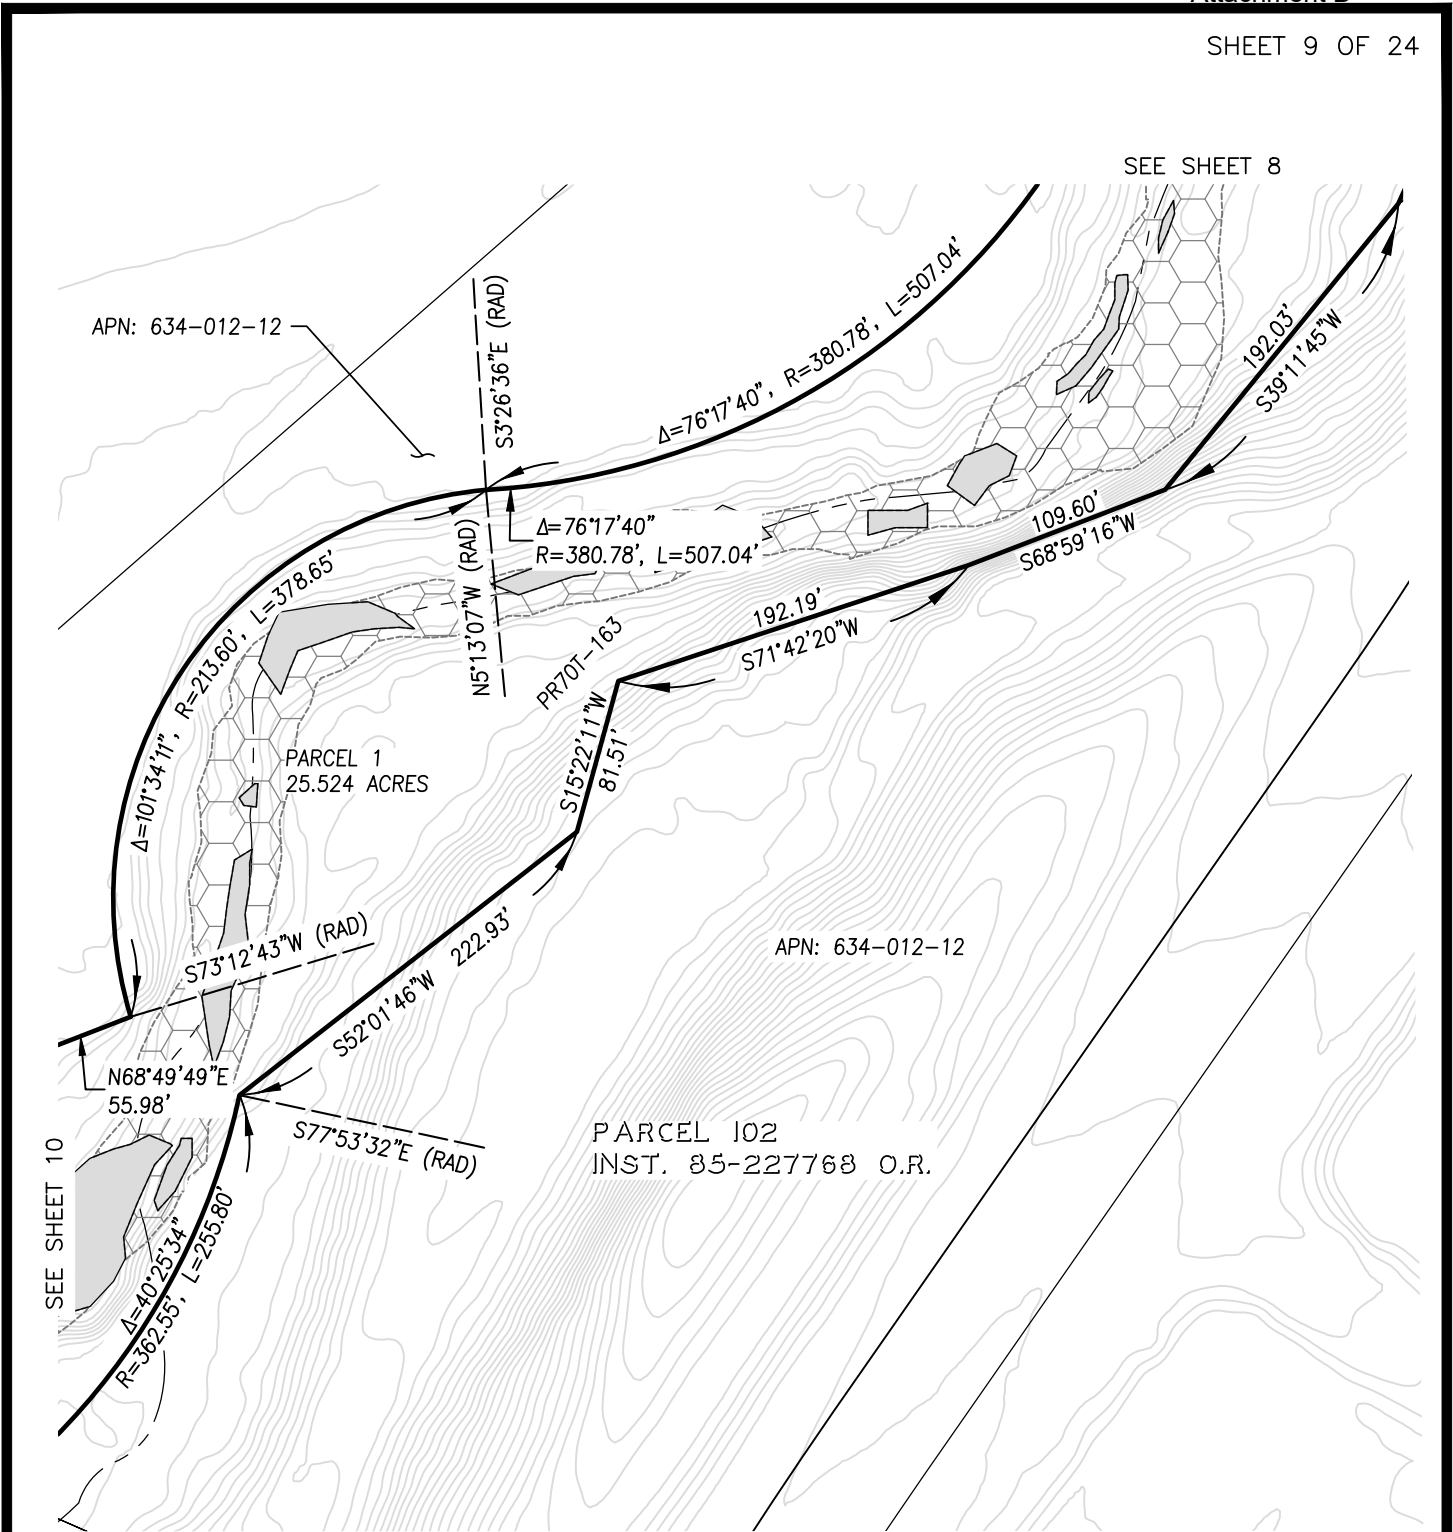 SHEET 9 OF 24
SEE SHEET 8
APN: 634-012-12
S3°26'36"E (RAD)
Δ=76°17'40", R=380.78', L=507.04'
192.03'
S39°11'45"W
Δ=76°17'40"
R=380.78', L=507.04'
109.60'
S68°59'16"W
N5°13'07"W (RAD)
192.19'
S71°42'20"W
PR70T-163
Δ=101°34'11", R=213.60', L=378.65'
S15°22'11"W
81.51'
PARCEL 1
25.524 ACRES
S73°12'43"W (RAD)
S52°01'46"W 222.93'
APN: 634-012-12
N68°49'49"E
55.98'
S77°53'32"E (RAD)
PARCEL 102
INST. 85-227768 O.R.
SEE SHEET 10
Δ=40°25'34"
R=362.55', L=255.80'